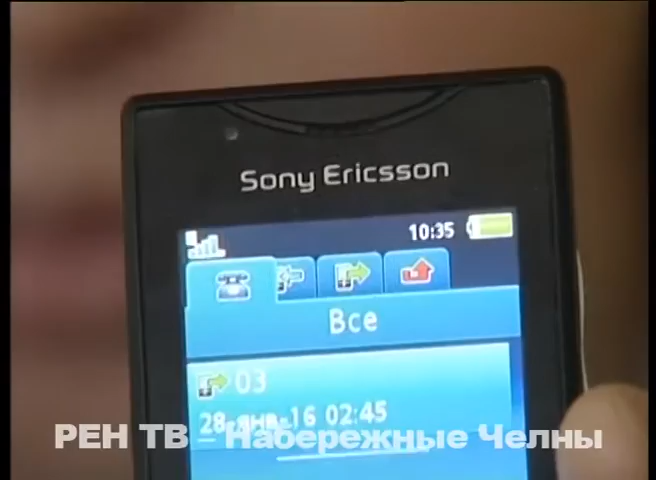 Sony Ericsson
10:35
Все
03
28-янв-16 02:45
РЕН ТВ – Набережные Челны